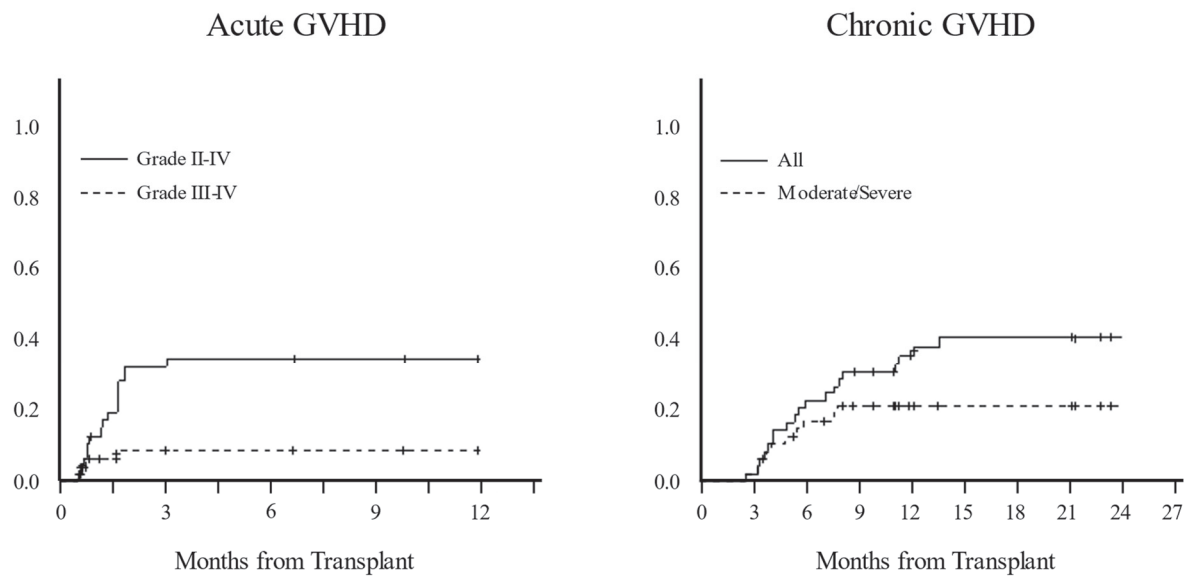 Acute GVHD
1.0
Grade II-IV
0.8
Grade III-IV
0.6
0.4
0.2
0.0
0 3 6 9 12
Months from Transplant
Chronic GVHD
1.0
All
0.8
Moderate/Severe
0.6
0.4
0.2
0.0
0 3 6 9 12 15 18 21 24 27
Months from Transplant